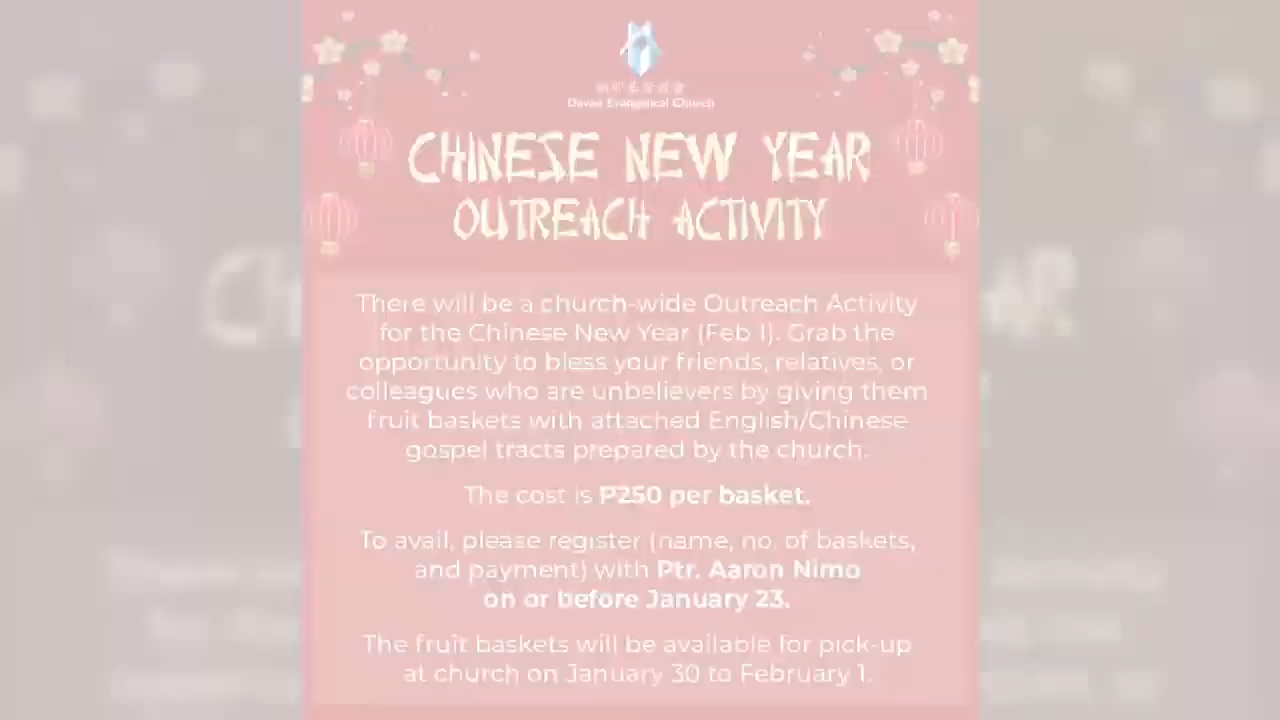 Davao Evangelical Church
CHINESE NEW YEAR
OUTREACH ACTIVITY
There will be a church-wide Outreach Activity
for the Chinese New Year (Feb 1). Grab the
opportunity to bless your friends, relatives, or
colleagues who are unbelievers by giving them
fruit baskets with attached English/Chinese
gospel tracts prepared by the church.
The cost is P250 per basket.
To avail, please register (name, no. of baskets,
and payment) with Ptr. Aaron Nimo
on or before January 23.
The fruit baskets will be available for pick-up
at church on January 30 to February 1.